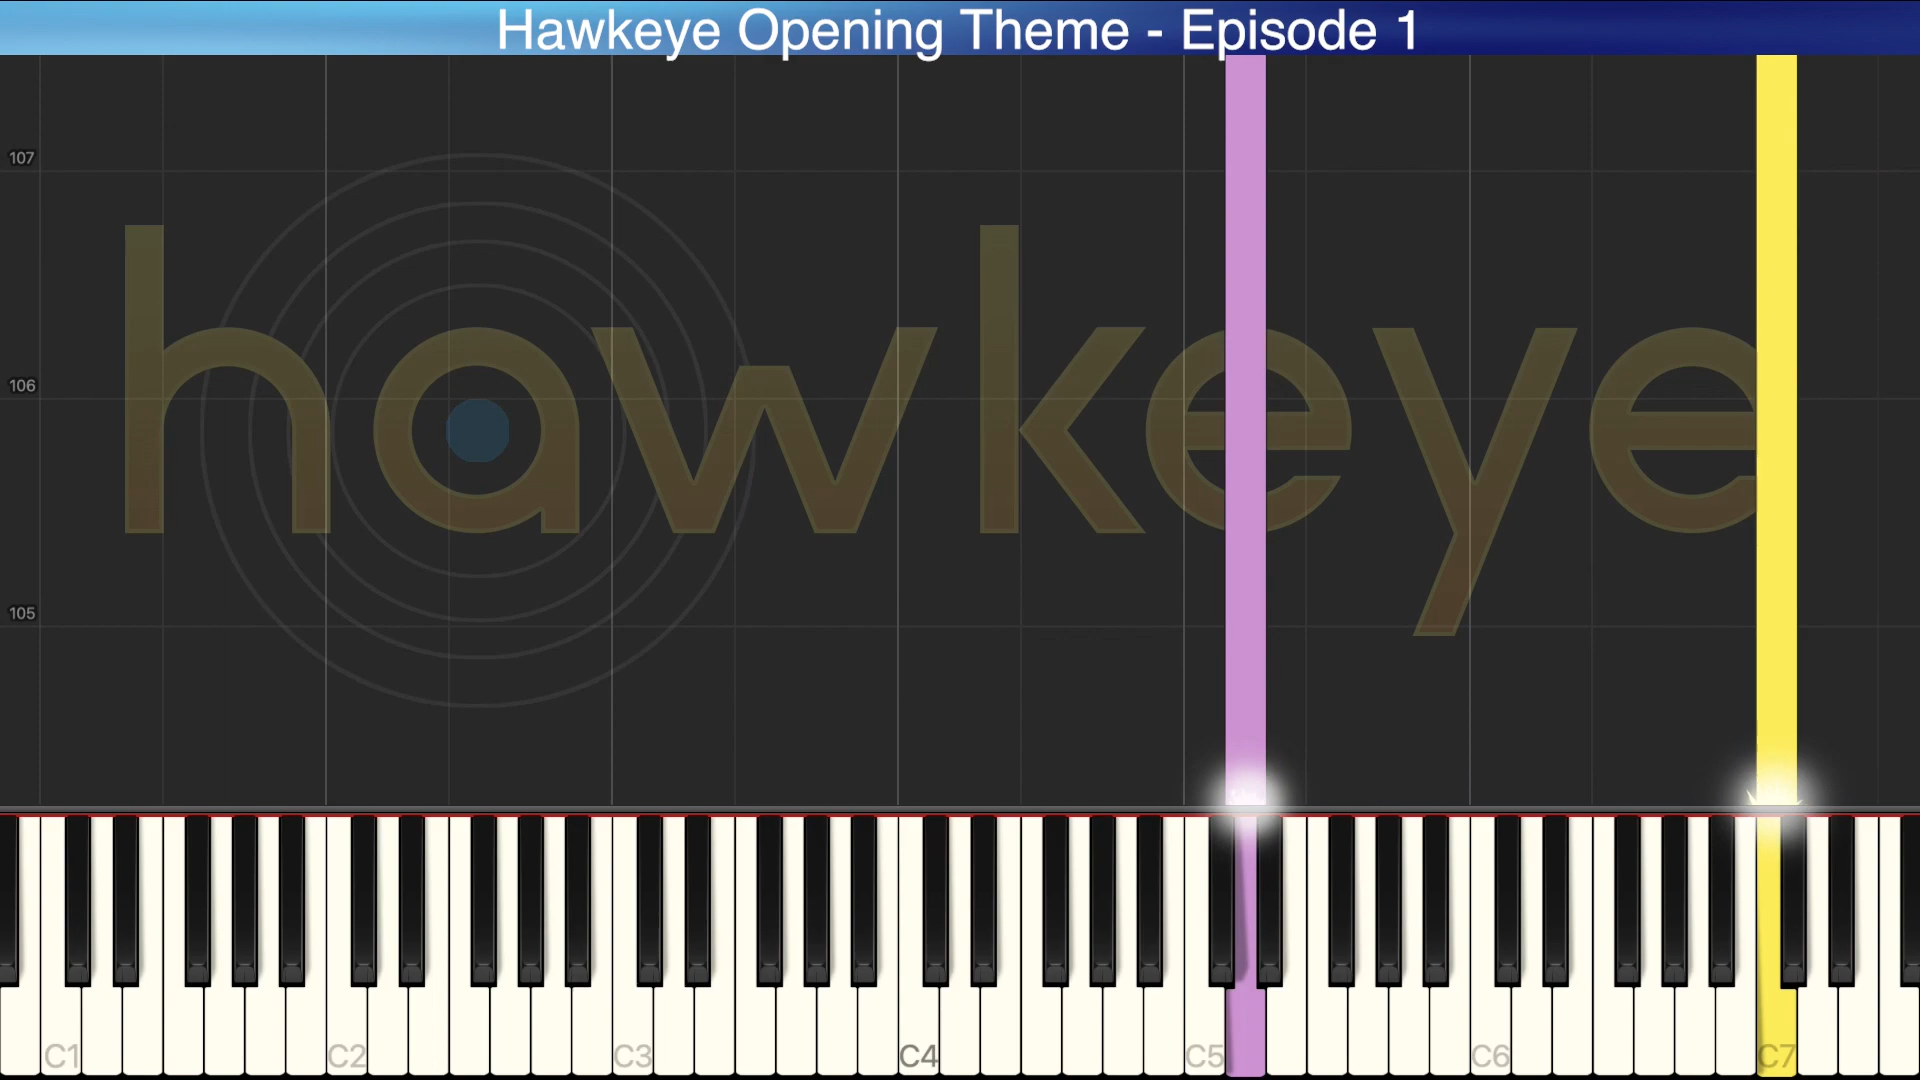 Hawkeye Opening Theme - Episode 1
107
hawkeye
106
105
C1 C2 C3 C4 C5 C6 C7